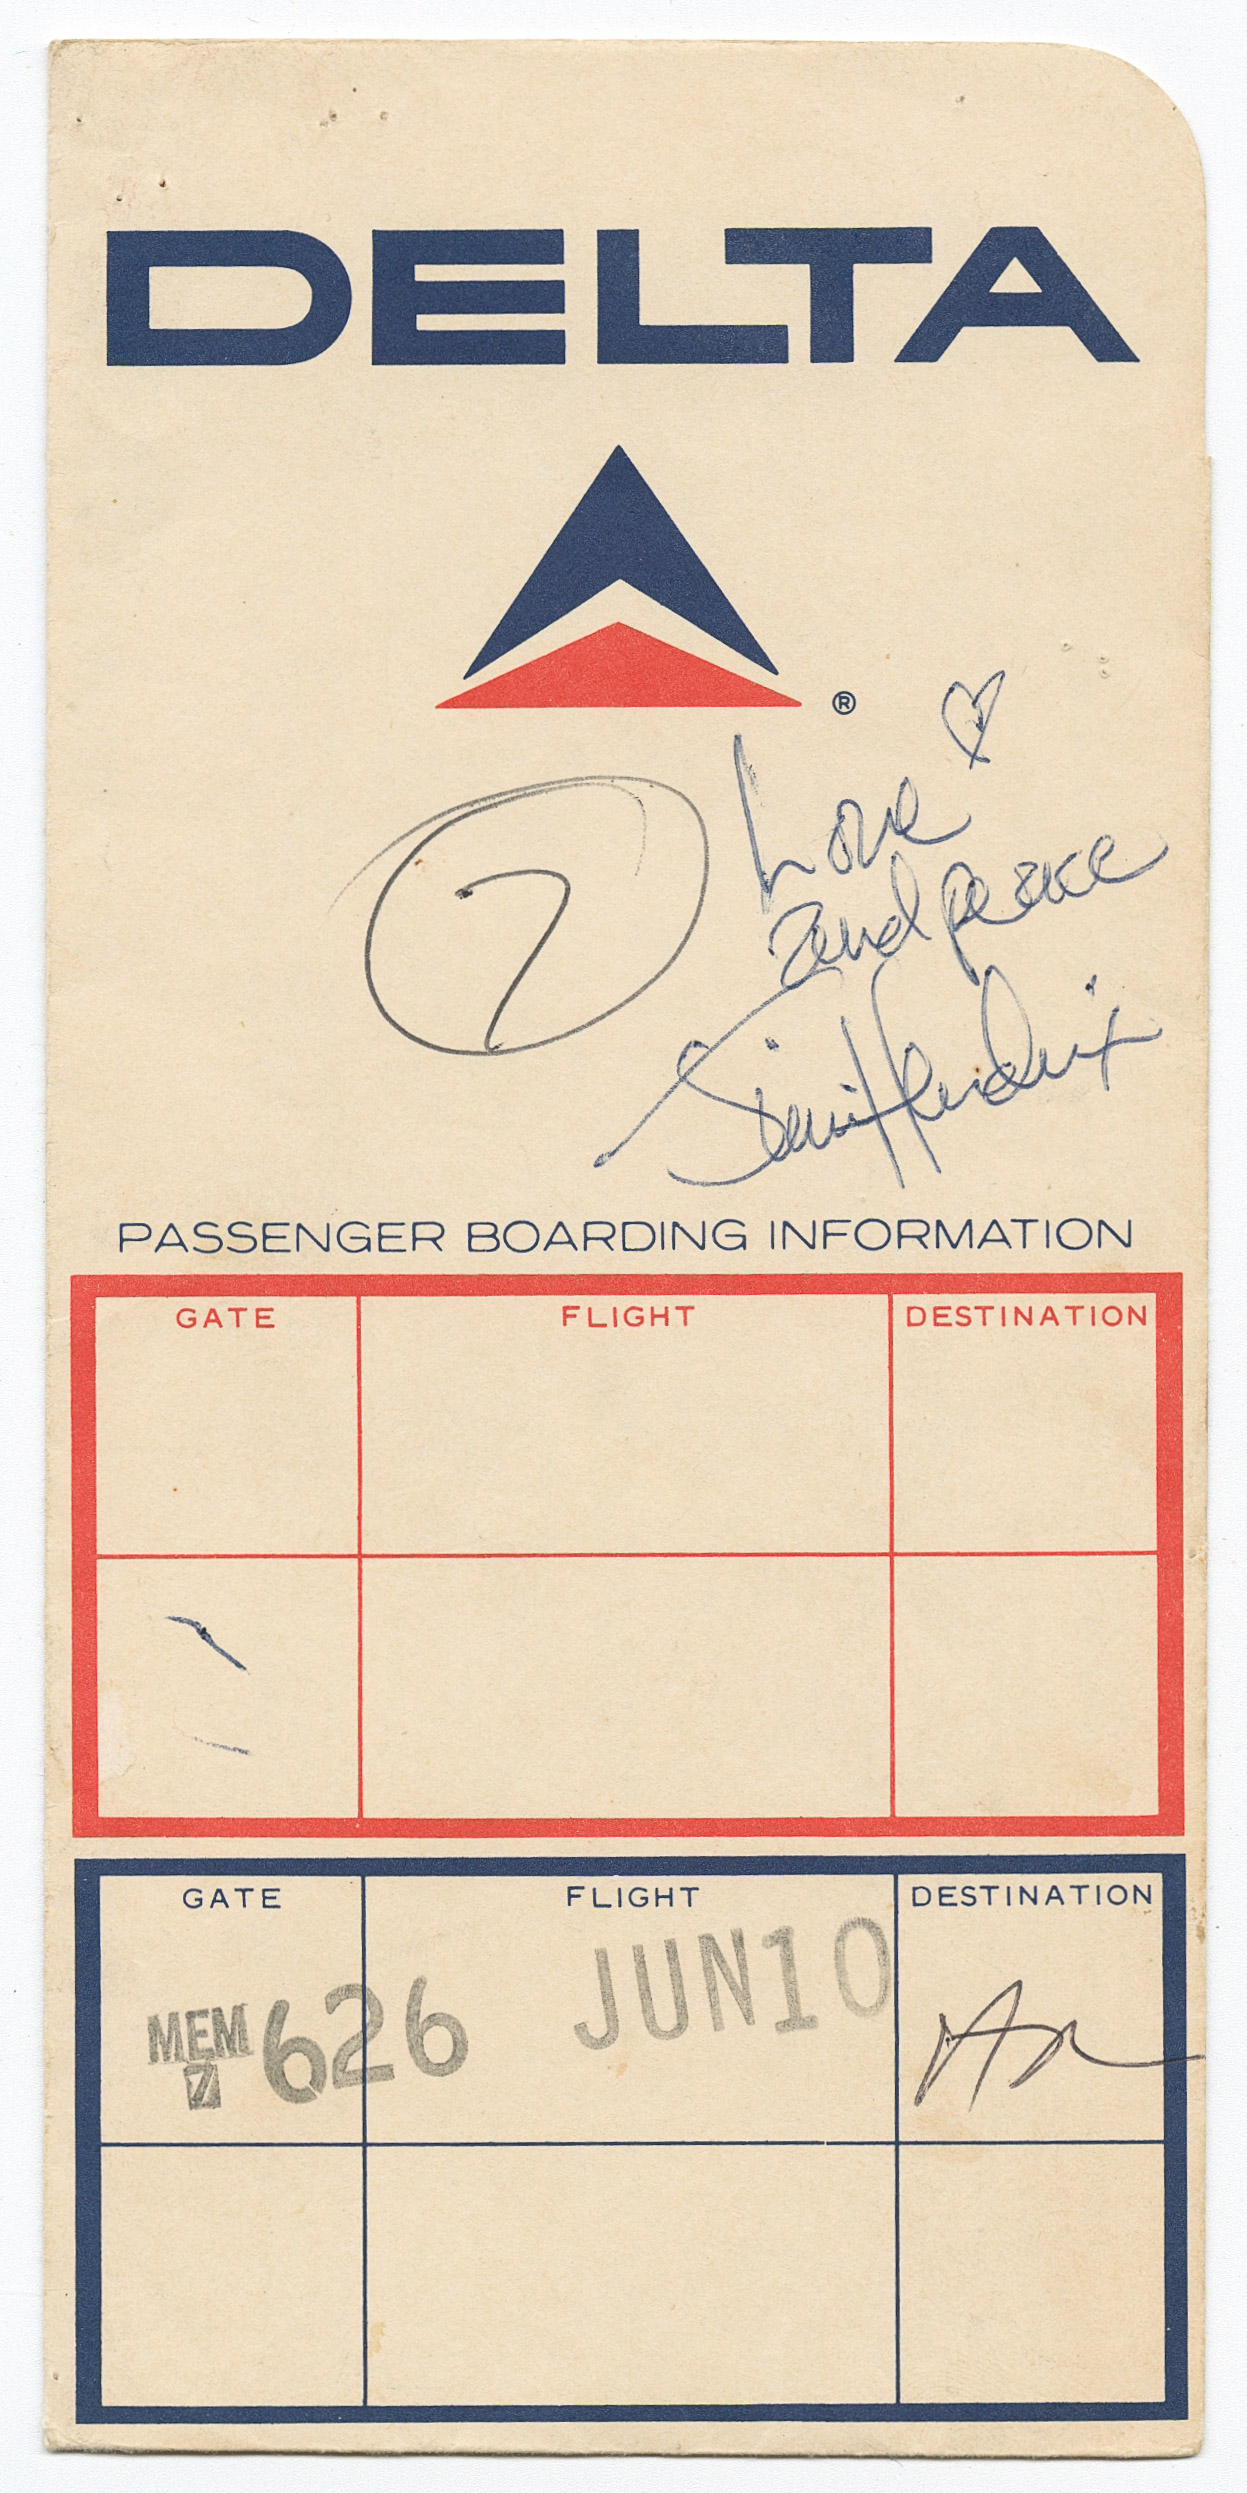 DELTA
®
7
Love
and peace
Jimi Hendrix
PASSENGER BOARDING INFORMATION
GATE FLIGHT DESTINATION
GATE FLIGHT DESTINATION
MEM 626 JUN10
7